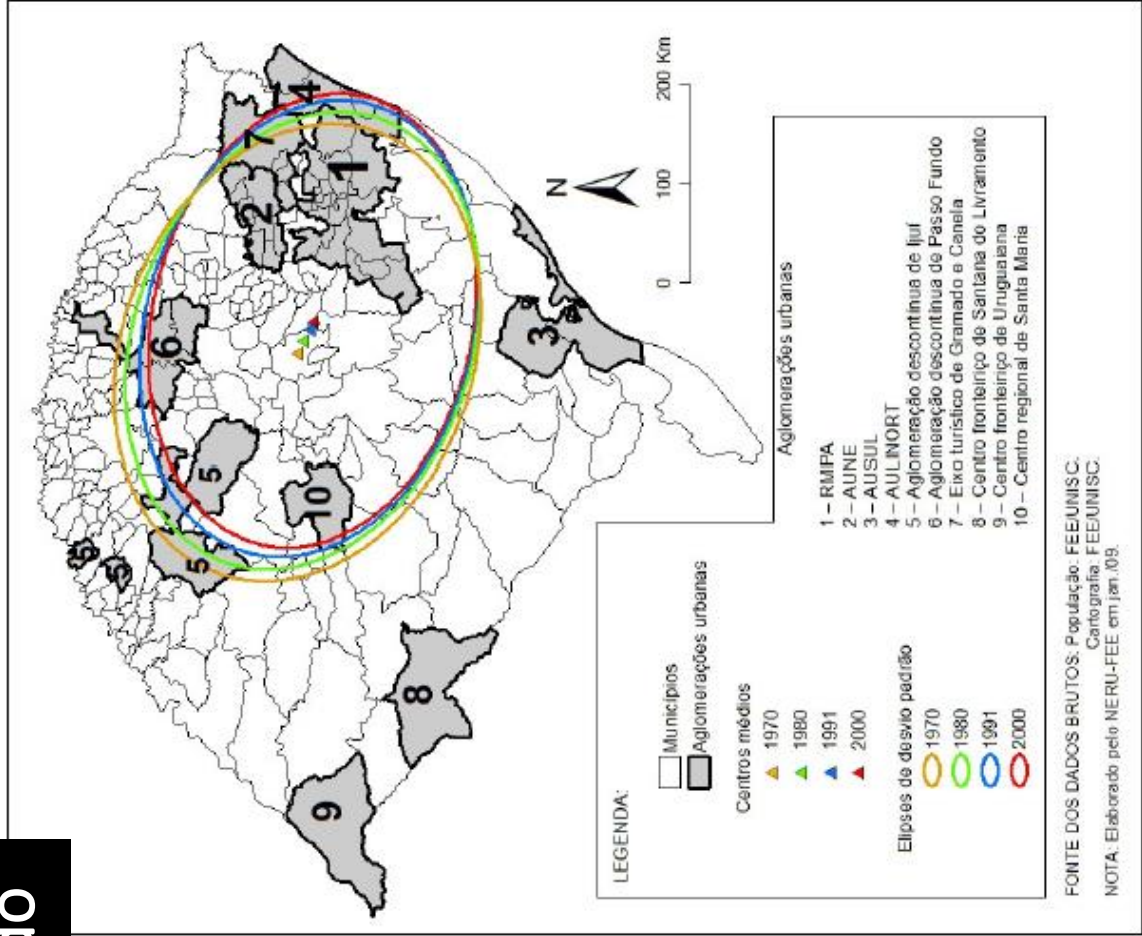 ÃO
7
4
1
2
6
5
5
5
5
10
3
8
9
N
0 100 200 Km
LEGENDA:
Municípios
Aglomerações urbanas
Centros médios
1970
1980
1991
2000
Elipses de desvio padrão
1970
1980
1991
2000
Aglomerações urbanas
1 – RMPA
2 – AUNE
3 – AUSUL
4 – AULINORT
5 – Aglomeração descontínua de Ijuí
6 – Aglomeração descontínua de Passo Fundo
7 – Eixo turístico de Gramado e Canela
8 – Centro fronteiriço de Santana do Livramento
9 – Centro fronteiriço de Uruguaiana
10 – Centro regional de Santa Maria
FONTE DOS DADOS BRUTOS: População: FEE/UNISC.
Cartografia: FEE/UNISC.
NOTA: Elaborado pelo NERU-FEE em jan./09.